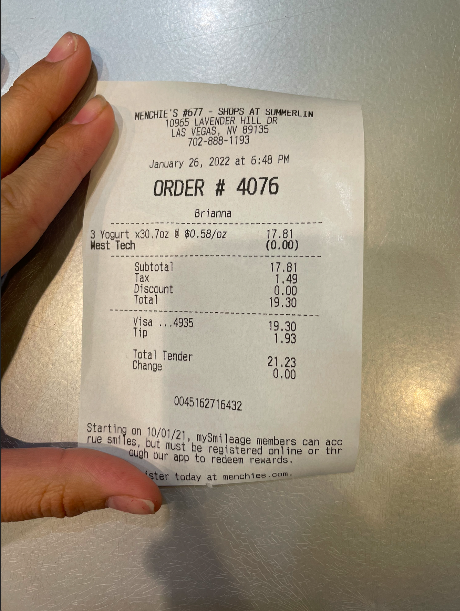 MENCHIE'S #677 - SHOPS AT SUMMERLIN
10965 LAVENDER HILL DR
LAS VEGAS, NV 89135
702-888-1193
January 26, 2022 at 6:48 PM
ORDER # 4076
Brianna
3 Yogurt x30.7oz @ $0.58/oz 17.81
West Tech (0.00)
Subtotal 17.81
Tax 1.49
Discount 0.00
Total 19.30
Visa ...4935 19.30
Tip 1.93
Total Tender 21.23
Change 0.00
0045162716432
Starting on 10/01/21, mySmileage members can acc
rue smiles, but must be registered online or thr
ough our app to redeem rewards.
ister today at menchies.com.